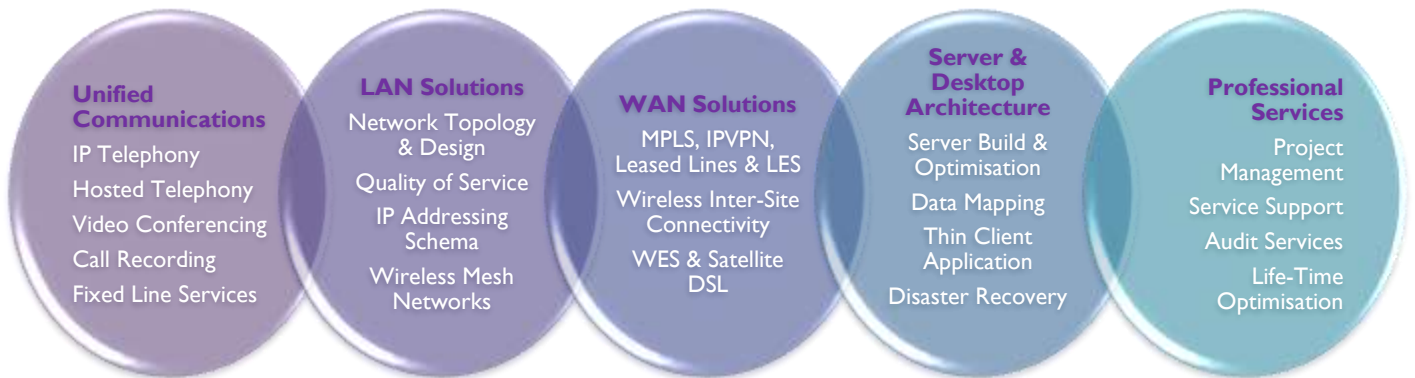 Unified
Communications
IP Telephony
Hosted Telephony
Video Conferencing
Call Recording
Fixed Line Services
LAN Solutions
Network Topology
& Design
Quality of Service
IP Addressing
Schema
Wireless Mesh
Networks
WAN Solutions
MPLS, IPVPN,
Leased Lines & LES
Wireless Inter-Site
Connectivity
WES & Satellite
DSL
Server &
Desktop
Architecture
Server Build &
Optimisation
Data Mapping
Thin Client
Application
Disaster Recovery
Professional
Services
Project
Management
Service Support
Audit Services
Life-Time
Optimisation